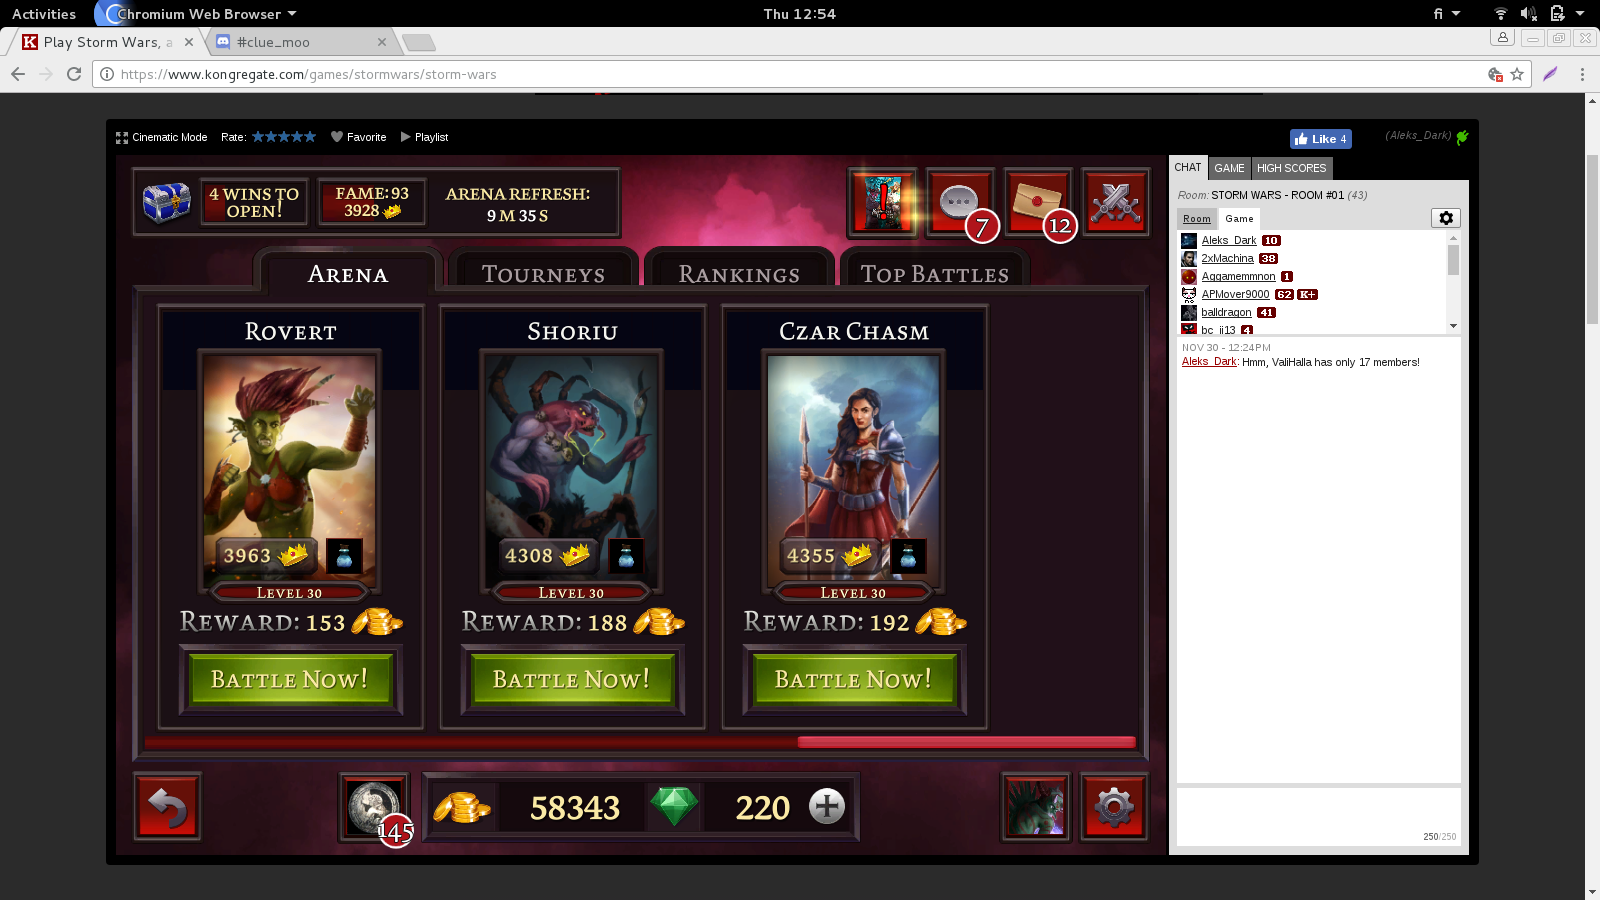 Activities
Chromium Web Browser
Thu 12:54
fi
Play Storm Wars, a
#clue_moo
https://www.kongregate.com/games/stormwars/storm-wars
Cinematic Mode
Rate:
Favorite
Playlist
Like 4
(Aleks_Dark)
4 WINS TO
OPEN!
FAME: 93
3928
ARENA REFRESH:
9 M 35 S
7
12
ARENA
TOURNEYS
RANKINGS
TOP BATTLES
ROVERT
3963
LEVEL 30
REWARD: 153
BATTLE NOW!
SHORIU
4308
LEVEL 30
REWARD: 188
BATTLE NOW!
CZAR CHASM
4355
LEVEL 30
REWARD: 192
BATTLE NOW!
145
58343
220
CHAT
GAME
HIGH SCORES
Room: STORM WARS - ROOM #01 (43)
Room
Game
Aleks_Dark 10
2xMachina 38
Aggamemmnon 1
APMover9000 62 K+
balldragon 41
bc_ii13 4
NOV 30 - 12:24PM
Aleks_Dark: Hmm, ValiHalla has only 17 members!
250/250